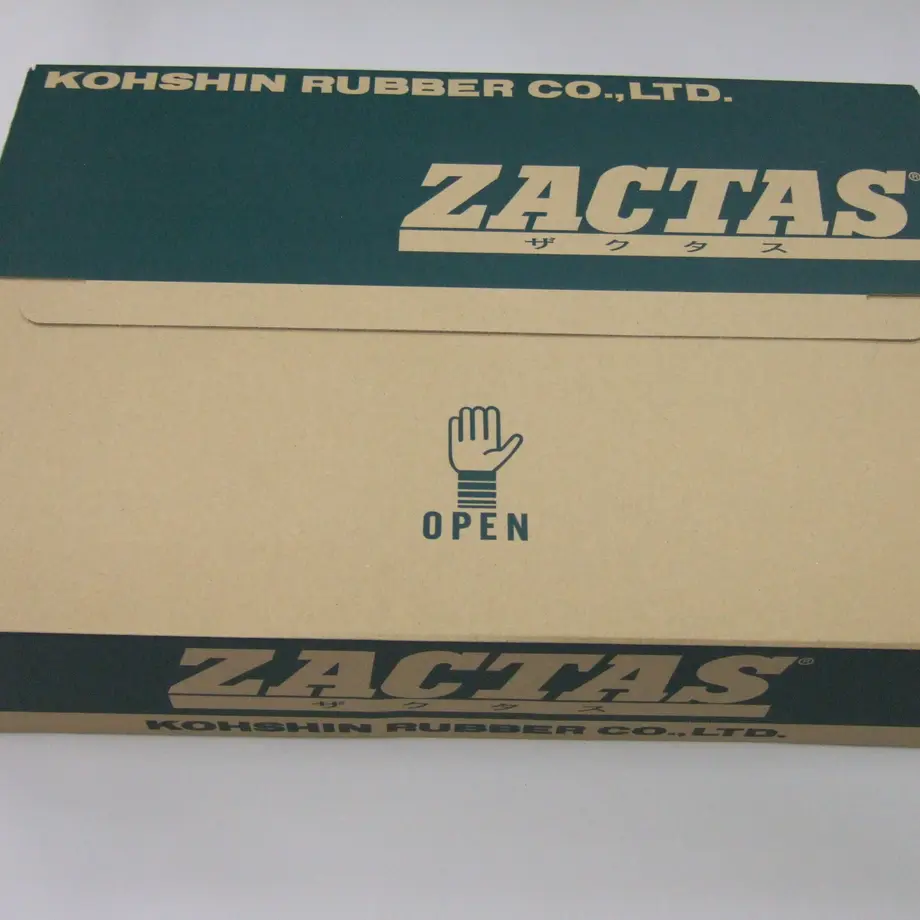 KOHSHIN RUBBER CO.,LTD.
ZACTAS®
ザクタス
OPEN
ZACTAS®
ザクタス
KOHSHIN RUBBER CO.,LTD.